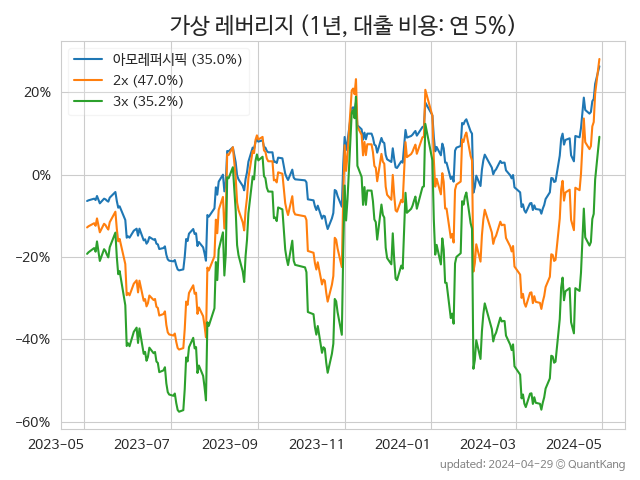 가상 레버리지 (1년, 대출 비용: 연 5%)
아모레퍼시픽 (35.0%)
2x (47.0%)
3x (35.2%)
20%
0%
−20%
−40%
−60%
2023-05 2023-07 2023-09 2023-11 2024-01 2024-03 2024-05
updated: 2024-04-29 © QuantKang